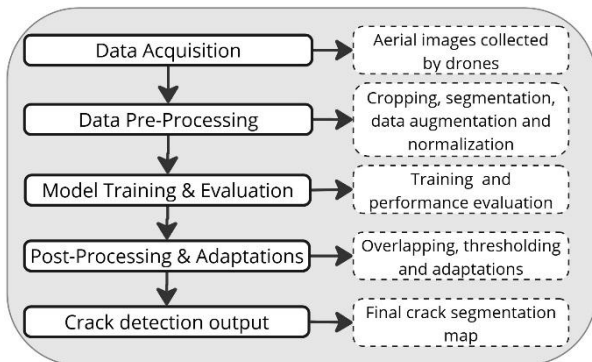 Data Acquisition
Aerial images collected
by drones
Data Pre-Processing
Cropping, segmentation,
data augmentation and
normalization
Model Training & Evaluation
Training and
performance evaluation
Post-Processing & Adaptations
Overlapping, thresholding
and adaptations
Crack detection output
Final crack segmentation
map